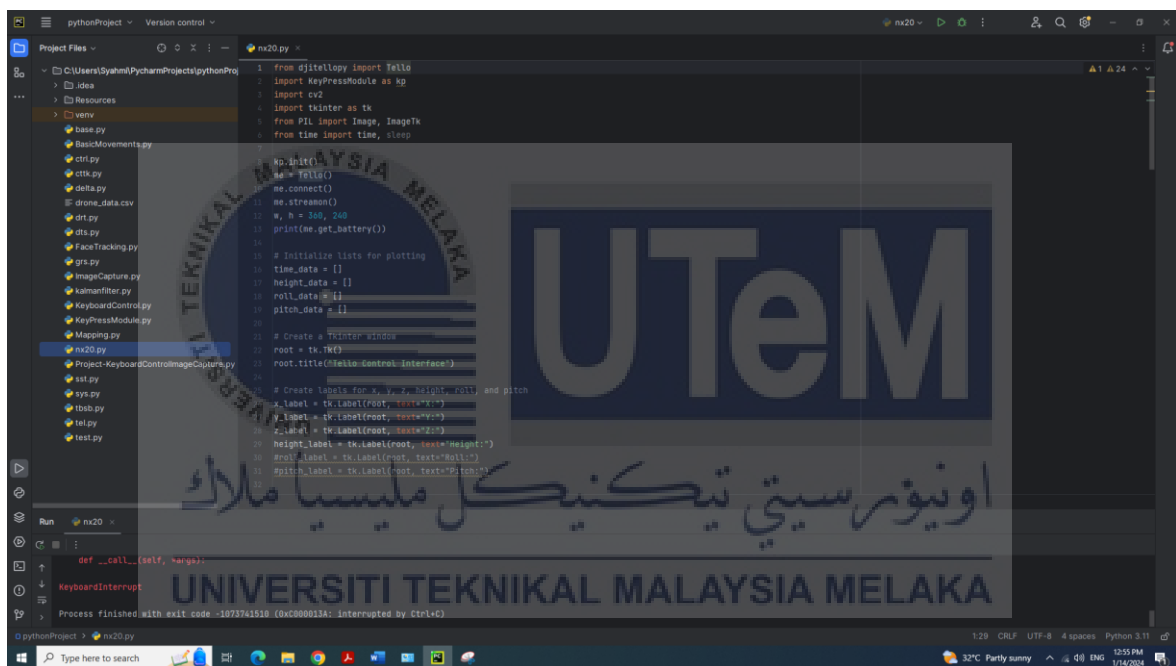 pythonProject Version control
nx20
Project Files
nx20.py
C:\Users\Syahmi\PycharmProjects\pythonProj
.idea
Resources
venv
base.py
BasicMovements.py
ctrl.py
cttk.py
delta.py
drone_data.csv
drt.py
dts.py
FaceTracking.py
grs.py
ImageCapture.py
kalmanfilter.py
KeyboardControl.py
KeyPressModule.py
Mapping.py
nx20.py
Project-KeyboardControlImageCapture.py
sst.py
sys.py
tbsb.py
tel.py
test.py
1 from djitellopy import Tello
2 import KeyPressModule as kp
3 import cv2
4 import tkinter as tk
5 from PIL import Image, ImageTk
6 from time import time, sleep
7
8 kp.init()
9 me = Tello()
10 me.connect()
11 me.streamon()
12 w, h = 360, 240
13 print(me.get_battery())
14
15 # Initialize lists for plotting
16 time_data = []
17 height_data = []
18 roll_data = []
19 pitch_data = []
20
21 # Create a Tkinter window
22 root = tk.Tk()
23 root.title("Tello Control Interface")
24
25 # Create labels for x, y, z, height, roll, and pitch
26 x_label = tk.Label(root, text="X:")
27 y_label = tk.Label(root, text="Y:")
28 z_label = tk.Label(root, text="Z:")
29 height_label = tk.Label(root, text="Height:")
30 #roll_label = tk.Label(root, text="Roll:")
31 #pitch_label = tk.Label(root, text="Pitch:")
32
1 24
UNIVERSITI TEKNIKAL MALAYSIA MELAKA
UTeM
اونيۏرسيتي تيكنيكل مليسيا ملاك
UNIVERSITI TEKNIKAL MALAYSIA MELAKA
Run nx20
def __call__(self, *args):
KeyboardInterrupt
Process finished with exit code -1073741510 (0xC000013A: interrupted by Ctrl+C)
pythonProject > nx20.py
1:29 CRLF UTF-8 4 spaces Python 3.11
Type here to search
32°C Partly sunny ENG 12:55 PM
1/14/2024